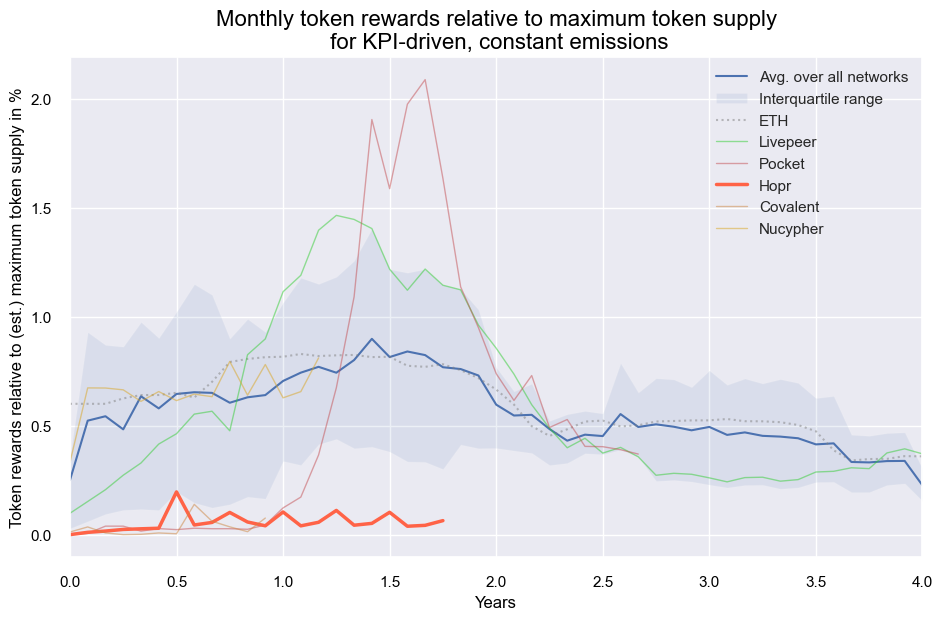 Monthly token rewards relative to maximum token supply
for KPI-driven, constant emissions
Token rewards relative to (est.) maximum token supply in %
2.0
1.5
1.0
0.5
0.0
Avg. over all networks
Interquartile range
ETH
Livepeer
Pocket
Hopr
Covalent
Nucypher
0.0 0.5 1.0 1.5 2.0 2.5 3.0 3.5 4.0
Years